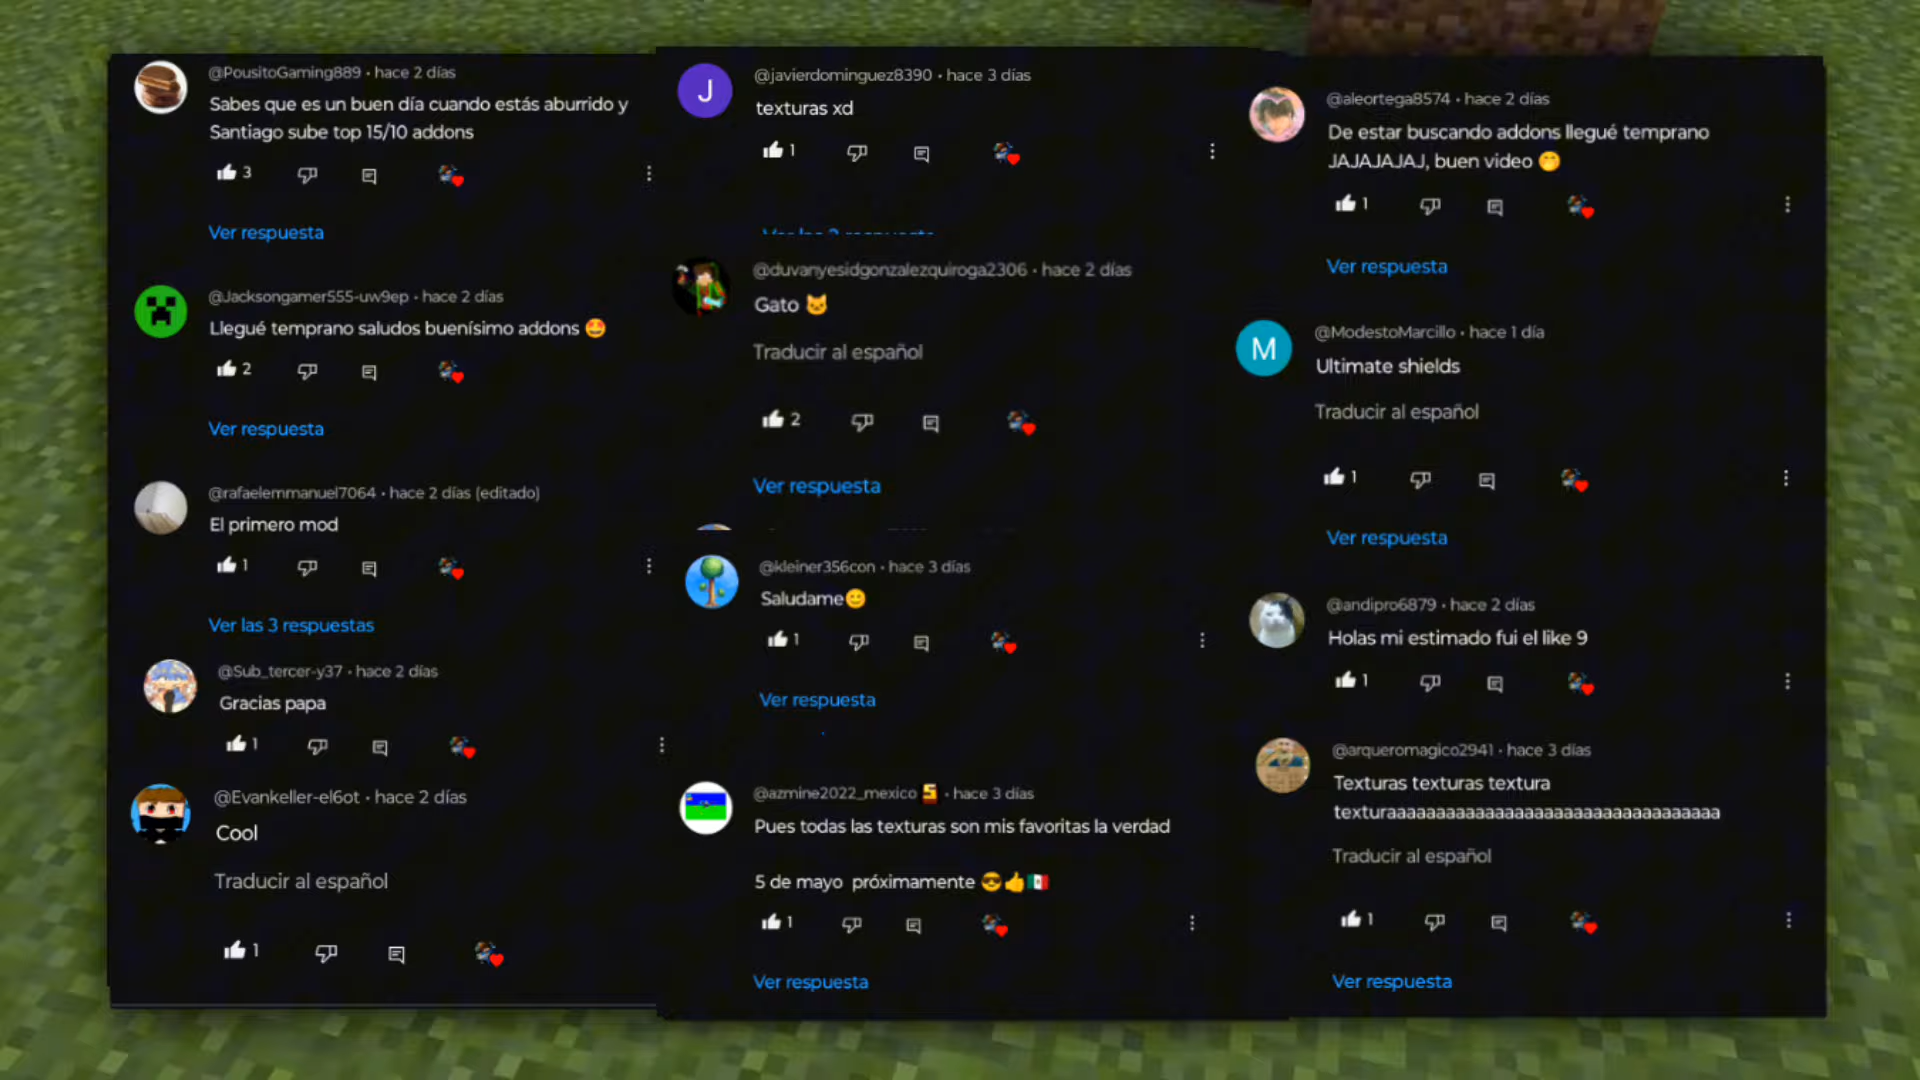 @PousitoGaming889 • hace 2 días
Sabes que es un buen día cuando estás aburrido y
Santiago sube top 15/10 addons
3
Ver respuesta
@Jacksongamer555-uw9ep • hace 2 días
Llegué temprano saludos buenísimo addons 🤩
2
Ver respuesta
@rafaelemmanuel7064 • hace 2 días (editado)
El primero mod
1
Ver las 3 respuestas
@Sub_tercer-y37 • hace 2 días
Gracias papa
1
@Evankeller-el6ot • hace 2 días
Cool
Traducir al español
1
@javierdominguez8390 • hace 3 días
texturas xd
1
@duvanyesidgonzalezquiroga2306 • hace 2 días
Gato 🐱
Traducir al español
2
Ver respuesta
@kleiner356con • hace 3 días
Saludame😊
1
Ver respuesta
@azmine2022_mexico 5 • hace 3 días
Pues todas las texturas son mis favoritas la verdad
5 de mayo próximamente 😎👍🇲🇽
1
Ver respuesta
@aleortega8574 • hace 2 días
De estar buscando addons llegué temprano
JAJAJAJAJ, buen video 🤭
1
Ver respuesta
@ModestoMarcillo • hace 1 día
Ultimate shields
Traducir al español
1
Ver respuesta
@andipro6879 • hace 2 días
Holas mi estimado fui el like 9
1
@arqueromagico2941 • hace 3 días
Texturas texturas textura
texturaaaaaaaaaaaaaaaaaaaaaaaaaaaaaaaaaa
Traducir al español
1
Ver respuesta